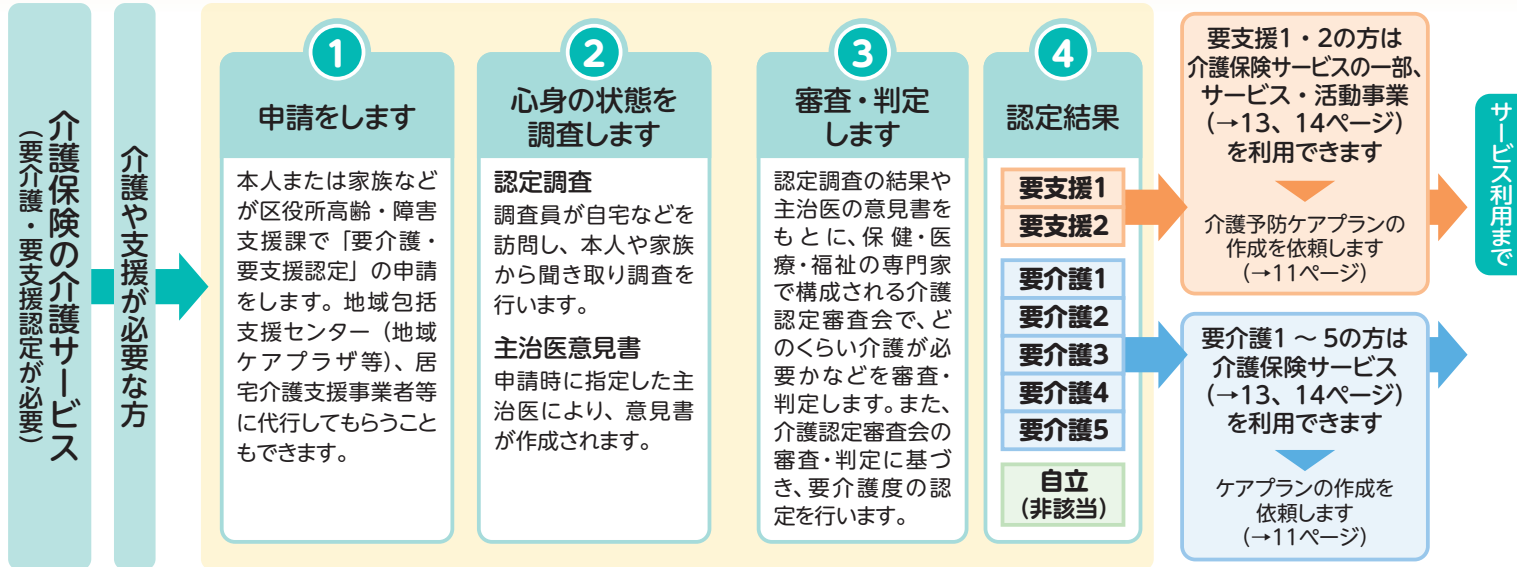 介護保険の介護サービス
（要介護・要支援認定が必要）
介護や支援が必要な方
1
申請をします
本人または家族など
が区役所高齢・障害
支援課で「要介護・
要支援認定」の申請
をします。地域包括
支援センター（地域
ケアプラザ等）、居
宅介護支援事業者等
に代行してもらうこと
もできます。
2
心身の状態を
調査します
認定調査
調査員が自宅などを
訪問し、本人や家族
から聞き取り調査を
行います。
主治医意見書
申請時に指定した主
治医により、意見書
が作成されます。
3
審査・判定
します
認定調査の結果や
主治医の意見書を
もとに、保健・医
療・福祉の専門家
で構成される介護
認定審査会で、ど
のくらい介護が必
要かなどを審査・
判定します。また、
介護認定審査会の
審査・判定に基づ
き、要介護度の認
定を行います。
4
認定結果
要支援1
要支援2
要介護1
要介護2
要介護3
要介護4
要介護5
自立
（非該当）
要支援1・2の方は
介護保険サービスの一部、
サービス・活動事業
（→13、14ページ）
を利用できます
介護予防ケアプランの
作成を依頼します
（→11ページ）
要介護1～5の方は
介護保険サービス
（→13、14ページ）
を利用できます
ケアプランの作成を
依頼します
（→11ページ）
サービス利用まで